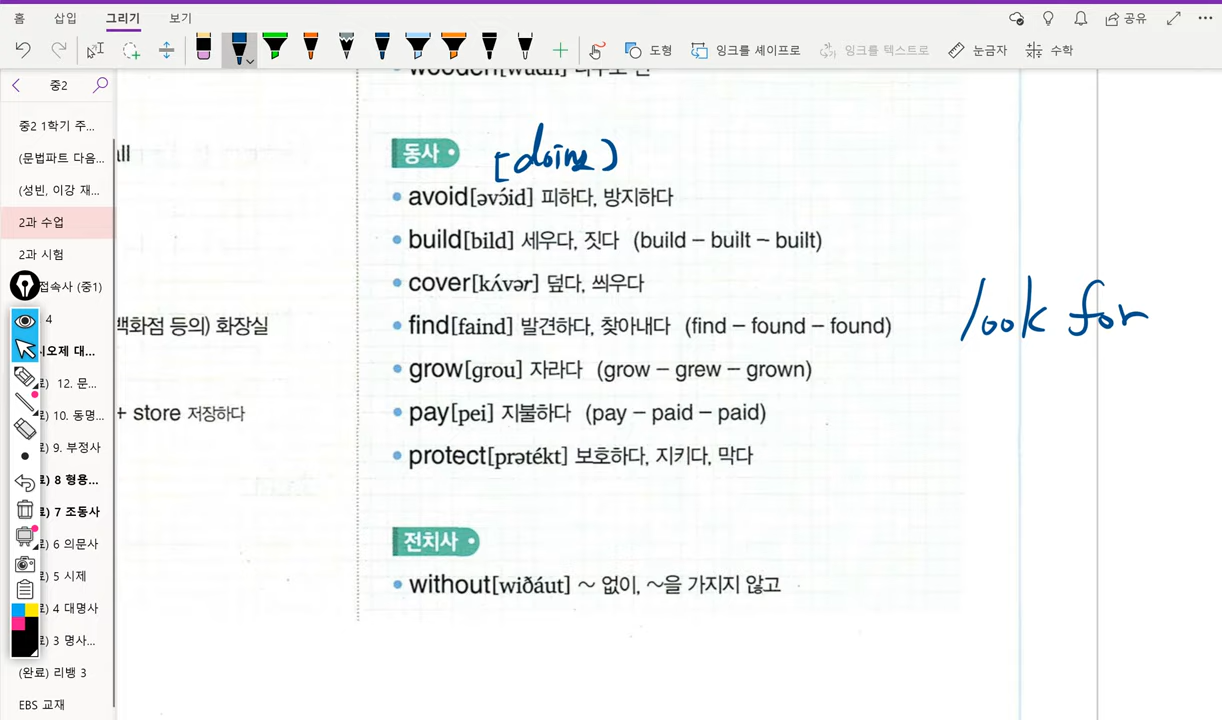 홈 삽입 그리기 보기
공유
도형 잉크를 셰이프로 잉크를 텍스트로 눈금자 수학
중2
중2 1학기 주...
(문법파트 다음...
(성빈, 이강 재...
2과 수업
2과 시험
접속사 (중1)
4
오제 대...
) 12. 문...
) 10. 동명...
) 9. 부정사
) 8 형용...
) 7 조동사
) 6 의문사
) 5 시제
) 4 대명사
) 3 명사...
(완료) 리뱅 3
EBS 교재
all
백화점 등의) 화장실
+ store 저장하다
동사
[doing)
• avoid[əvɔ́id] 피하다, 방지하다
• build[bild] 세우다, 짓다 (build – built – built)
• cover[kʌ́vər] 덮다, 씌우다
• find[faind] 발견하다, 찾아내다 (find – found – found)
look for
• grow[grou] 자라다 (grow – grew – grown)
• pay[pei] 지불하다 (pay – paid – paid)
• protect[prətékt] 보호하다, 지키다, 막다
전치사
• without[wiðáut] ~ 없이, ~을 가지지 않고